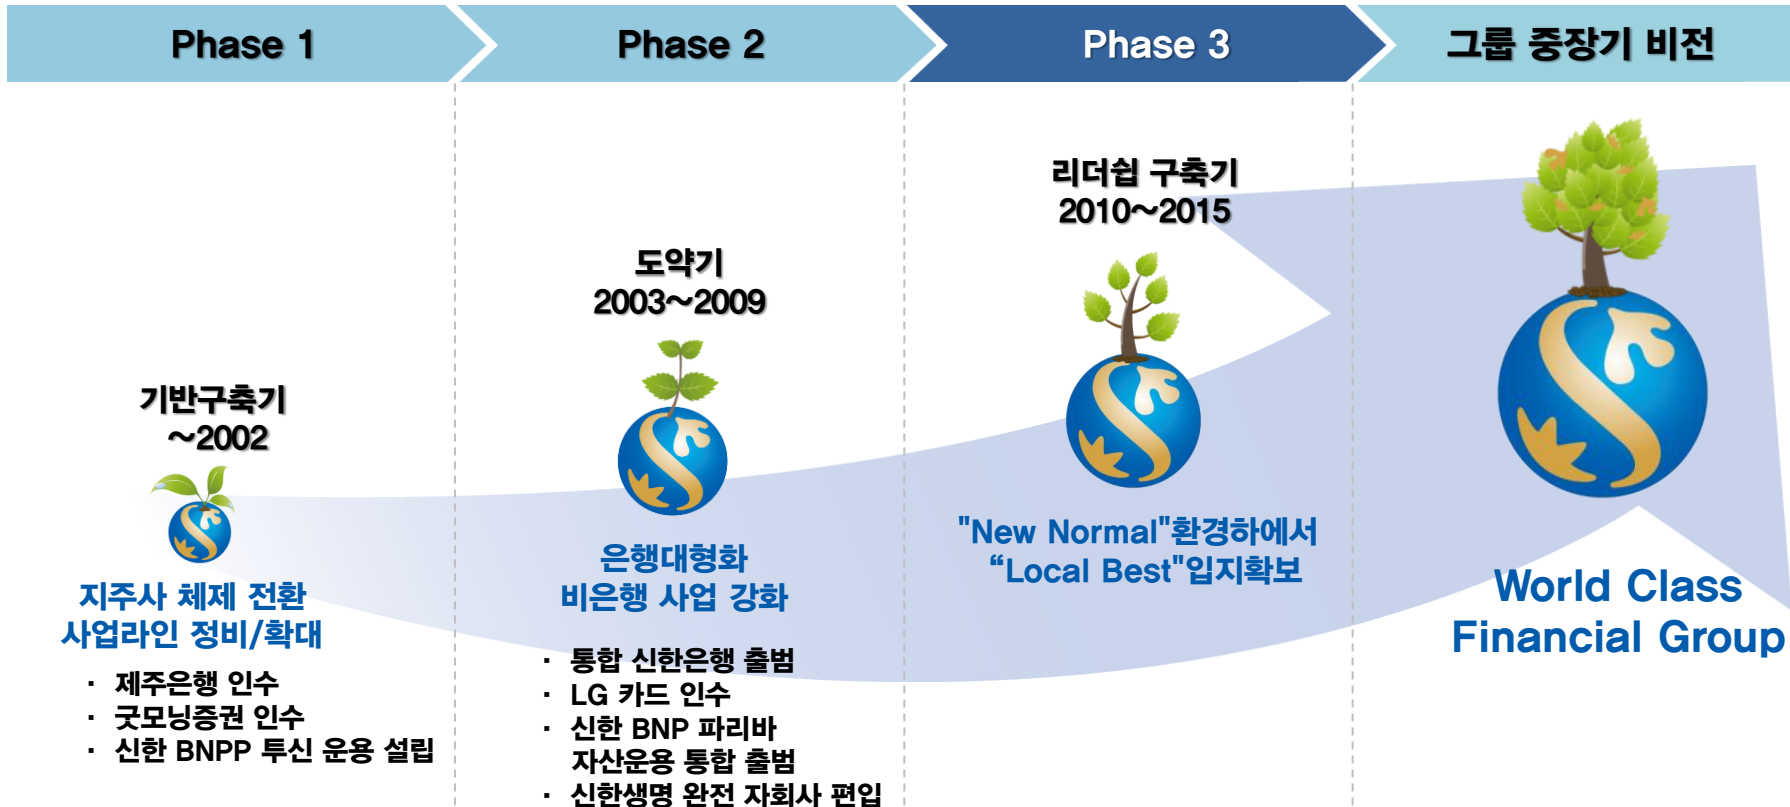 Phase 1
Phase 2
Phase 3
그룹 중장기 비전
기반구축기
~2002
지주사 체제 전환
사업라인 정비/확대
· 제주은행 인수
· 굿모닝증권 인수
· 신한 BNPP 투신 운용 설립
도약기
2003~2009
은행대형화
비은행 사업 강화
· 통합 신한은행 출범
· LG 카드 인수
· 신한 BNP 파리바
자산운용 통합 출범
· 신한생명 완전 자회사 편입
리더쉽 구축기
2010~2015
"New Normal"환경하에서
“Local Best"입지확보
World Class
Financial Group